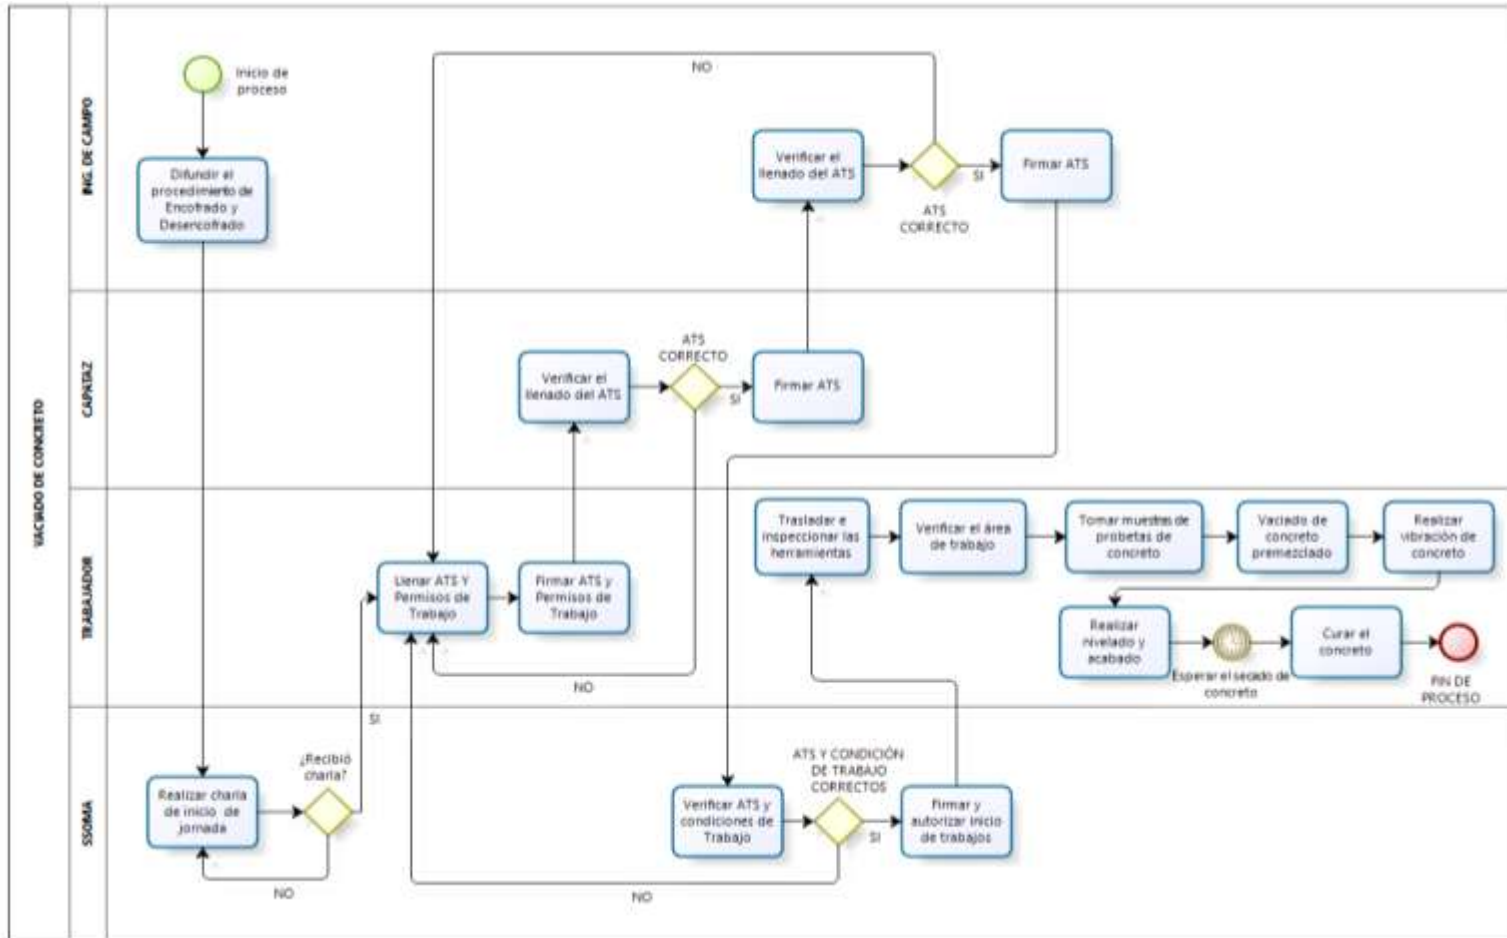 VACIADO DE CONCRETO
ING. DE CAMPO
Inicio de
proceso
Difundir el
procedimiento de
Encofrado y
Desencofrado
NO
Verificar el
llenado del ATS
SI
ATS
CORRECTO
Firmar ATS
CAPATAZ
Verificar el
llenado del ATS
ATS
CORRECTO
SI
Firmar ATS
TRABAJADOR
Llenar ATS Y
Permisos de
Trabajo
Firmar ATS y
Permisos de
Trabajo
NO
Trasladar e
inspeccionar las
herramientas
Verificar el área
de trabajo
Tomar muestras de
probetas de
concreto
Vaciado de
concreto
premezclado
Realizar
vibración de
concreto
Realizar
nivelado y
acabado
Esperar el secado de
concreto
Curar el
concreto
FIN DE
PROCESO
SSOMA
Realizar charla
de inicio de
jornada
¿Recibió
charla?
SI
NO
Verificar ATS y
condiciones de
Trabajo
ATS Y CONDICIÓN
DE TRABAJO
CORRECTOS
SI
NO
Firmar y
autorizar inicio
de trabajos